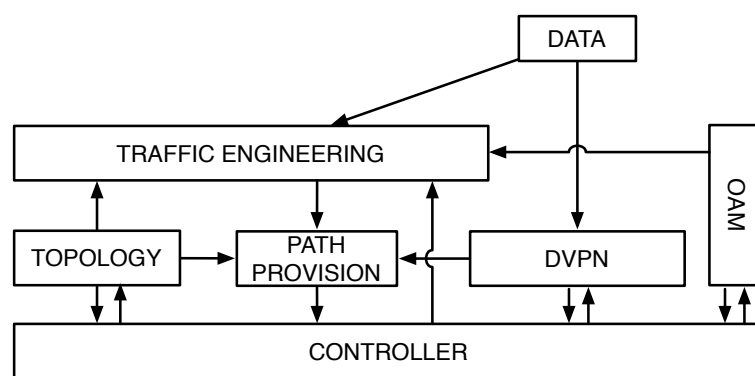 DATA
TRAFFIC ENGINEERING
OAM
TOPOLOGY
PATH
PROVISION
DVPN
CONTROLLER